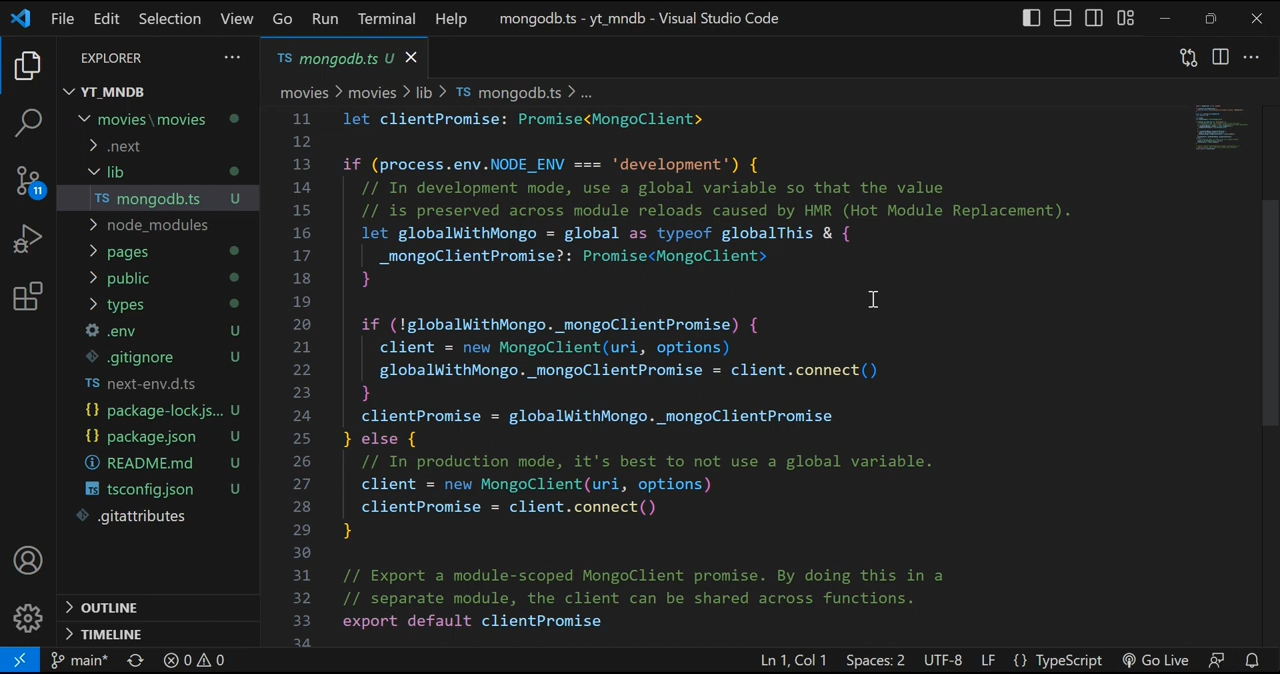 File Edit Selection View Go Run Terminal Help mongodb.ts - yt_mndb - Visual Studio Code
EXPLORER
YT_MNDB
movies\movies
.next
lib
TS mongodb.ts U
node_modules
pages
public
types
.env U
.gitignore U
TS next-env.d.ts
{} package-lock.js... U
{} package.json U
README.md U
TS tsconfig.json U
.gitattributes
OUTLINE
TIMELINE
11
TS mongodb.ts U
movies > movies > lib > TS mongodb.ts > ...
11 let clientPromise: Promise<MongoClient>
12
13 if (process.env.NODE_ENV === 'development') {
14 // In development mode, use a global variable so that the value
15 // is preserved across module reloads caused by HMR (Hot Module Replacement).
16 let globalWithMongo = global as typeof globalThis & {
17 _mongoClientPromise?: Promise<MongoClient>
18 }
19
20 if (!globalWithMongo._mongoClientPromise) {
21 client = new MongoClient(uri, options)
22 globalWithMongo._mongoClientPromise = client.connect()
23 }
24 clientPromise = globalWithMongo._mongoClientPromise
25 } else {
26 // In production mode, it's best to not use a global variable.
27 client = new MongoClient(uri, options)
28 clientPromise = client.connect()
29 }
30
31 // Export a module-scoped MongoClient promise. By doing this in a
32 // separate module, the client can be shared across functions.
33 export default clientPromise
34
main* 0 0 Ln 1, Col 1 Spaces: 2 UTF-8 LF {} TypeScript Go Live